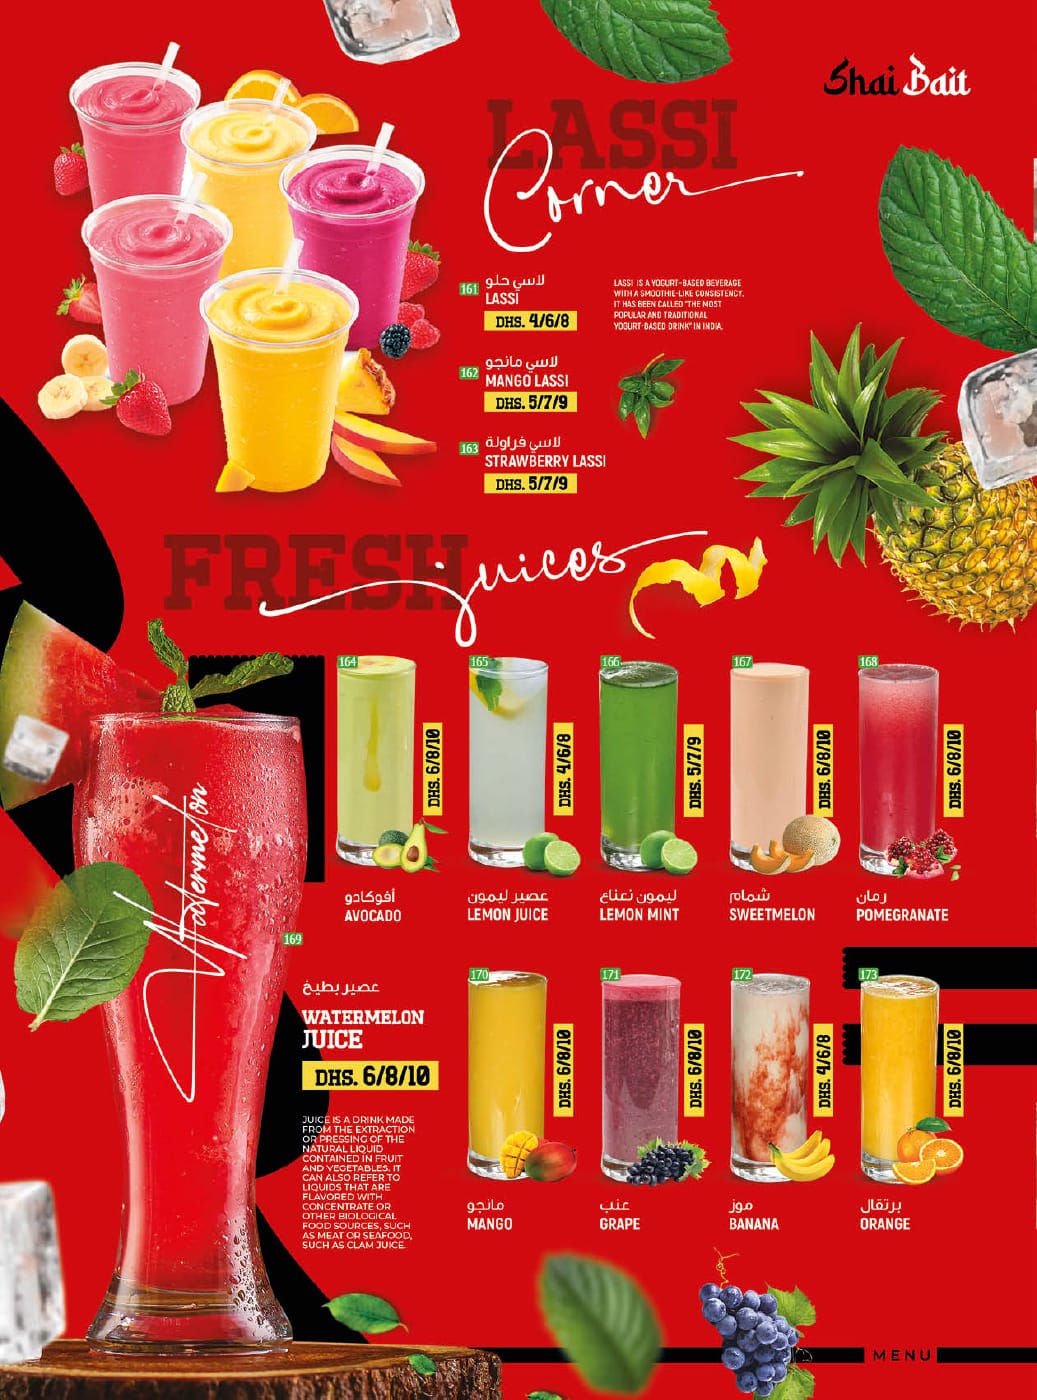 Shai Bait
LASSI
Corner
161
لاسي حلو
LASSI
DHS. 4/6/8
LASSI IS A YOGURT-BASED BEVERAGE
WITH A SMOOTHIE-LIKE CONSISTENCY.
IT HAS BEEN CALLED "THE MOST
POPULAR AND TRADITIONAL
YOGURT-BASED DRINK" IN INDIA.
162
لاسي مانجو
MANGO LASSI
DHS. 5/7/9
163
لاسي فراولة
STRAWBERRY LASSI
DHS. 5/7/9
FRESH
juices
164
DHS. 6/8/10
أفوكادو
AVOCADO
165
DHS. 4/6/8
عصير ليمون
LEMON JUICE
166
DHS. 5/7/9
ليمون نعناع
LEMON MINT
167
DHS. 6/8/10
شمام
SWEETMELON
168
DHS. 6/8/10
رمان
POMEGRANATE
Watermelon
169
عصير بطيخ
WATERMELON
JUICE
DHS. 6/8/10
JUICE IS A DRINK MADE
FROM THE EXTRACTION
OR PRESSING OF THE
NATURAL LIQUID
CONTAINED IN FRUIT
AND VEGETABLES. IT
CAN ALSO REFER TO
LIQUIDS THAT ARE
FLAVORED WITH
CONCENTRATE OR
OTHER BIOLOGICAL
FOOD SOURCES, SUCH
AS MEAT OR SEAFOOD,
SUCH AS CLAM JUICE.
170
DHS. 6/8/10
مانجو
MANGO
171
DHS. 6/8/10
عنب
GRAPE
172
DHS. 4/6/8
موز
BANANA
173
DHS. 6/8/10
برتقال
ORANGE
MENU